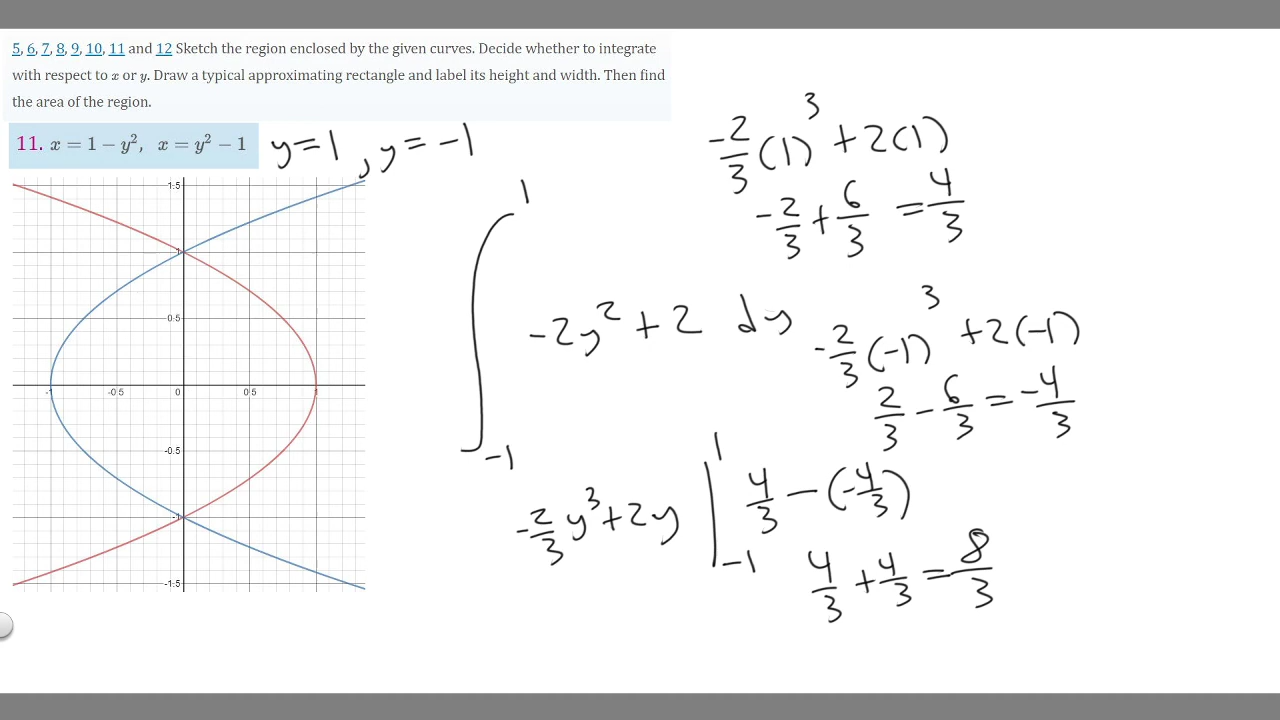 5, 6, 7, 8, 9, 10, 11 and 12 Sketch the region enclosed by the given curves. Decide whether to integrate
with respect to x or y. Draw a typical approximating rectangle and label its height and width. Then find
the area of the region.
11. x = 1 − y², x = y² − 1
y=1, y=-1
1.5
1
0.5
-1 -0.5 0 0.5 1
-0.5
-1
-1.5
∫₋₁¹ -2y²+2 dy
-2/3 y³+2y |₋₁¹
-2/3(1)³+2(1)
-2/3+6/3=4/3
-2/3(-1)³+2(-1)
2/3-6/3=-4/3
4/3-(-4/3)
4/3+4/3=8/3